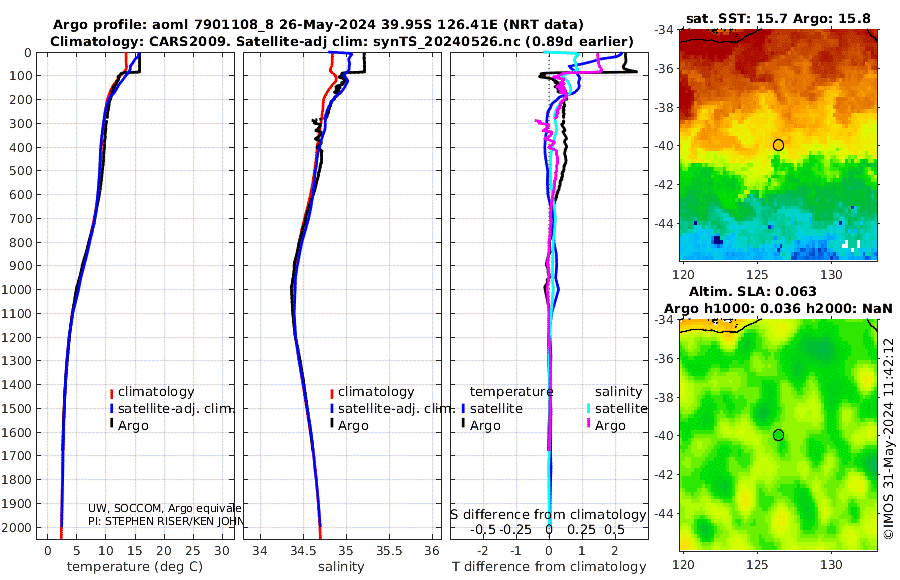 Argo profile: aoml 7901108_8 26-May-2024 39.95S 126.41E (NRT data)
Climatology: CARS2009. Satellite-adj clim: synTS_20240526.nc (0.89d earlier)
0
100
200
300
400
500
600
700
800
900
1000
1100
1200
1300
1400
1500
1600
1700
1800
1900
2000
climatology
satellite-adj. clim.
Argo
UW, SOCCOM, Argo equivale
PI: STEPHEN RISER/KEN JOHN
0 10 20 30
temperature (deg C)
climatology
satellite-adj. clim.
Argo
34 34.5 35 35.5 36
salinity
temperature salinity
satellite satellite
Argo Argo
S difference from climatology
-0.5 -0.25 0 0.25 0.5
-2 -1 0 1 2
T difference from climatology
sat. SST: 15.7 Argo: 15.8
-34
-36
-38
-40
-42
-44
120 125 130
Altim. SLA: 0.063
Argo h1000: 0.036 h2000: NaN
-34
-36
-38
-40
-42
-44
120 125 130
©IMOS 31-May-2024 11:42:12